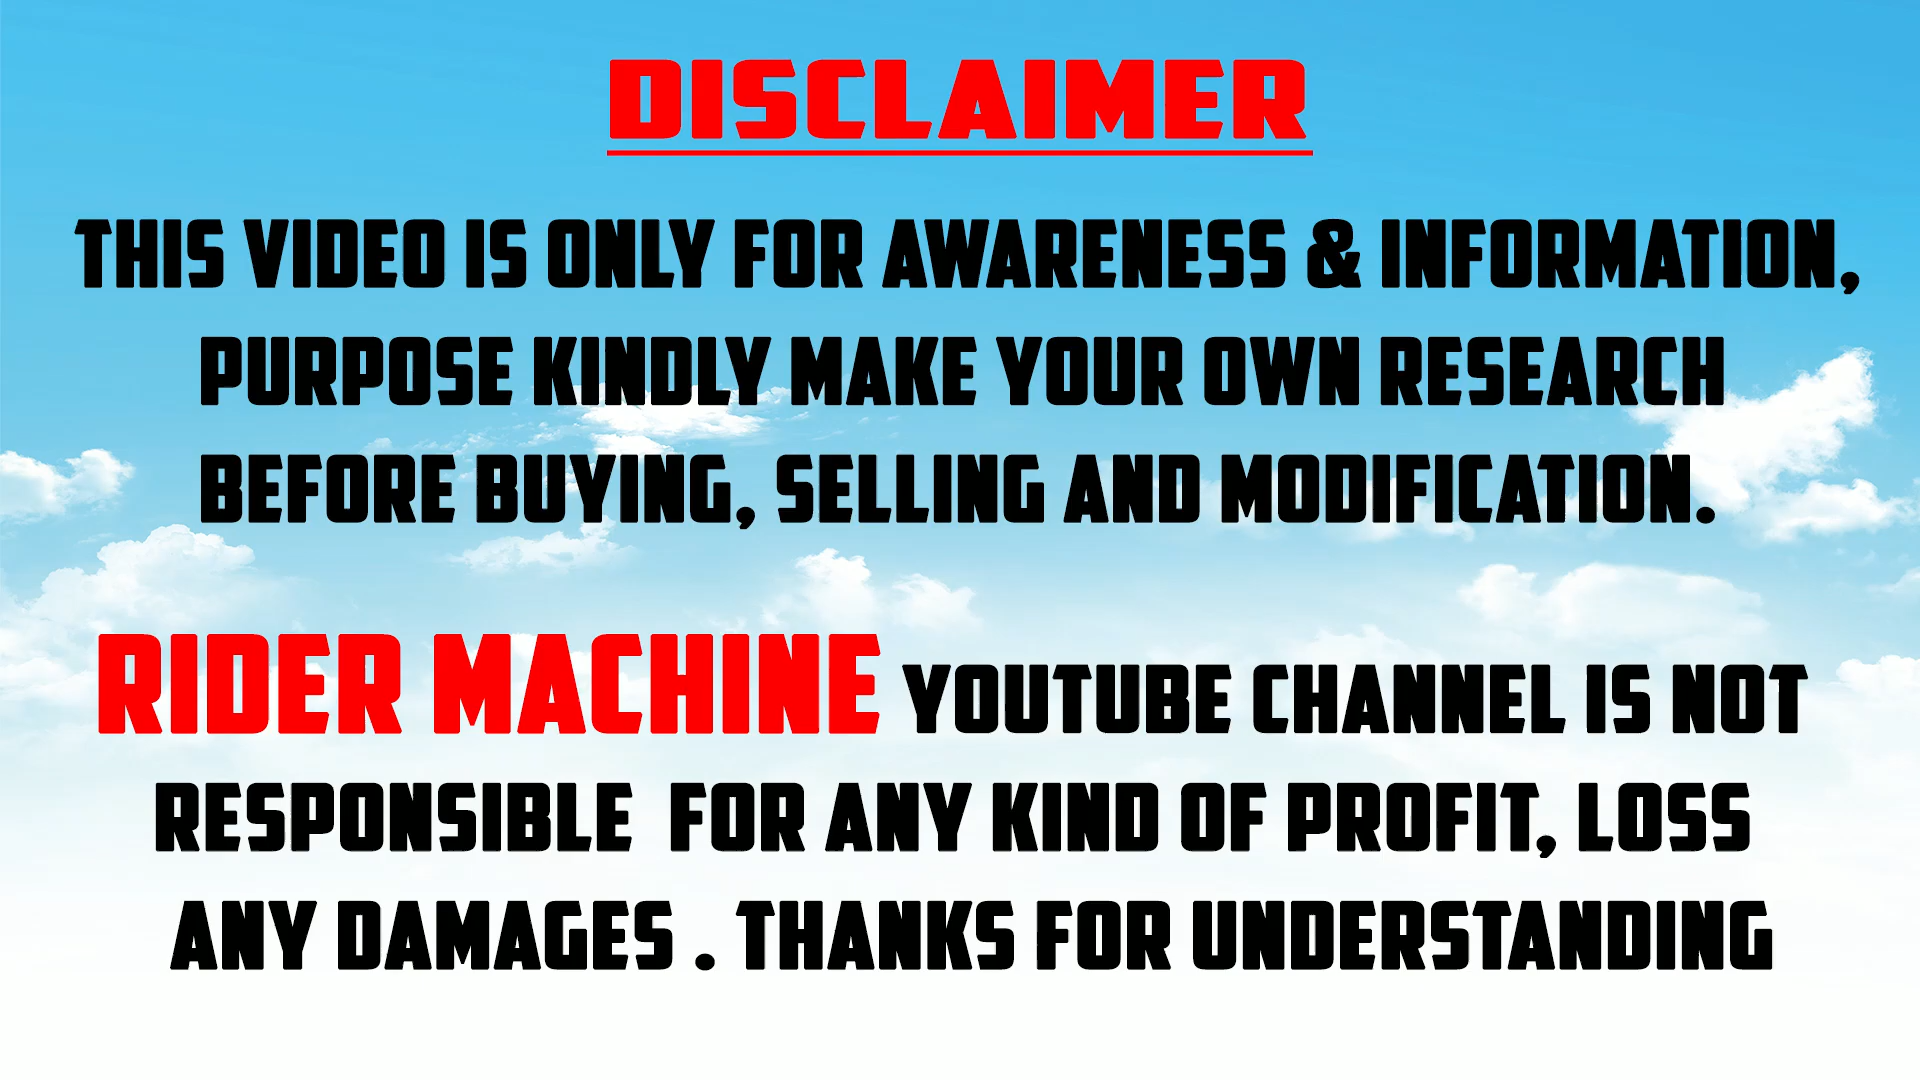 DISCLAIMER
THIS VIDEO IS ONLY FOR AWARENESS & INFORMATION,
PURPOSE KINDLY MAKE YOUR OWN RESEARCH
BEFORE BUYING, SELLING AND MODIFICATION.
RIDER MACHINE YOUTUBE CHANNEL IS NOT
RESPONSIBLE FOR ANY KIND OF PROFIT, LOSS
ANY DAMAGES . THANKS FOR UNDERSTANDING